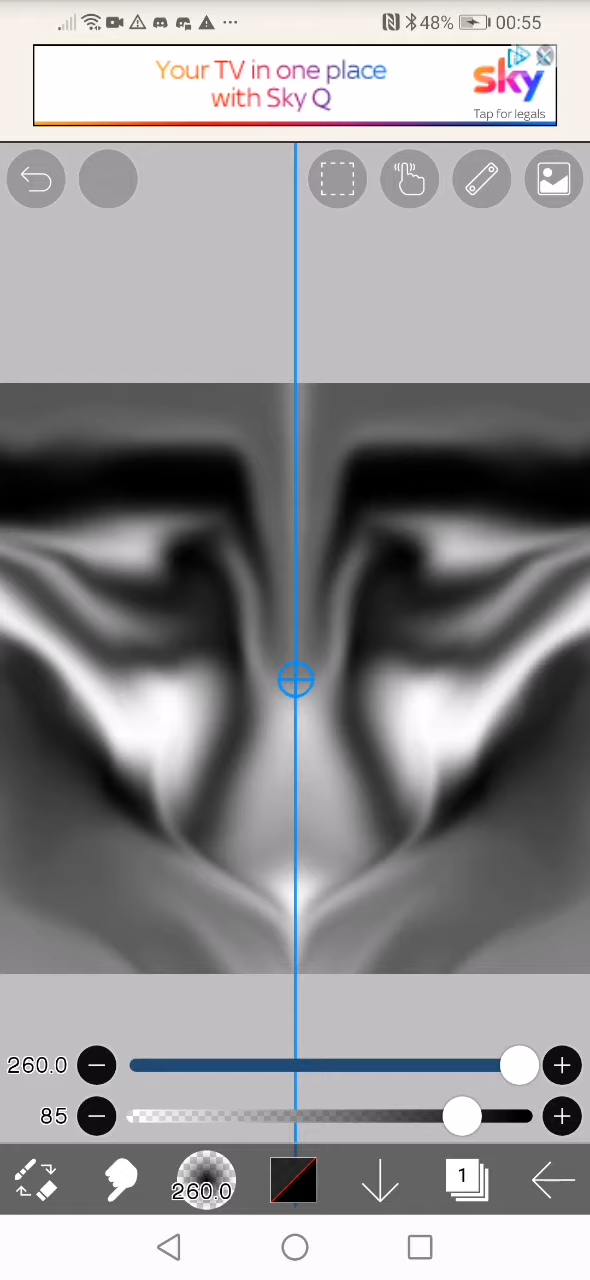 48% 00:55
Your TV in one place
with Sky Q
sky
Tap for legals
260.0
85
260.0
1